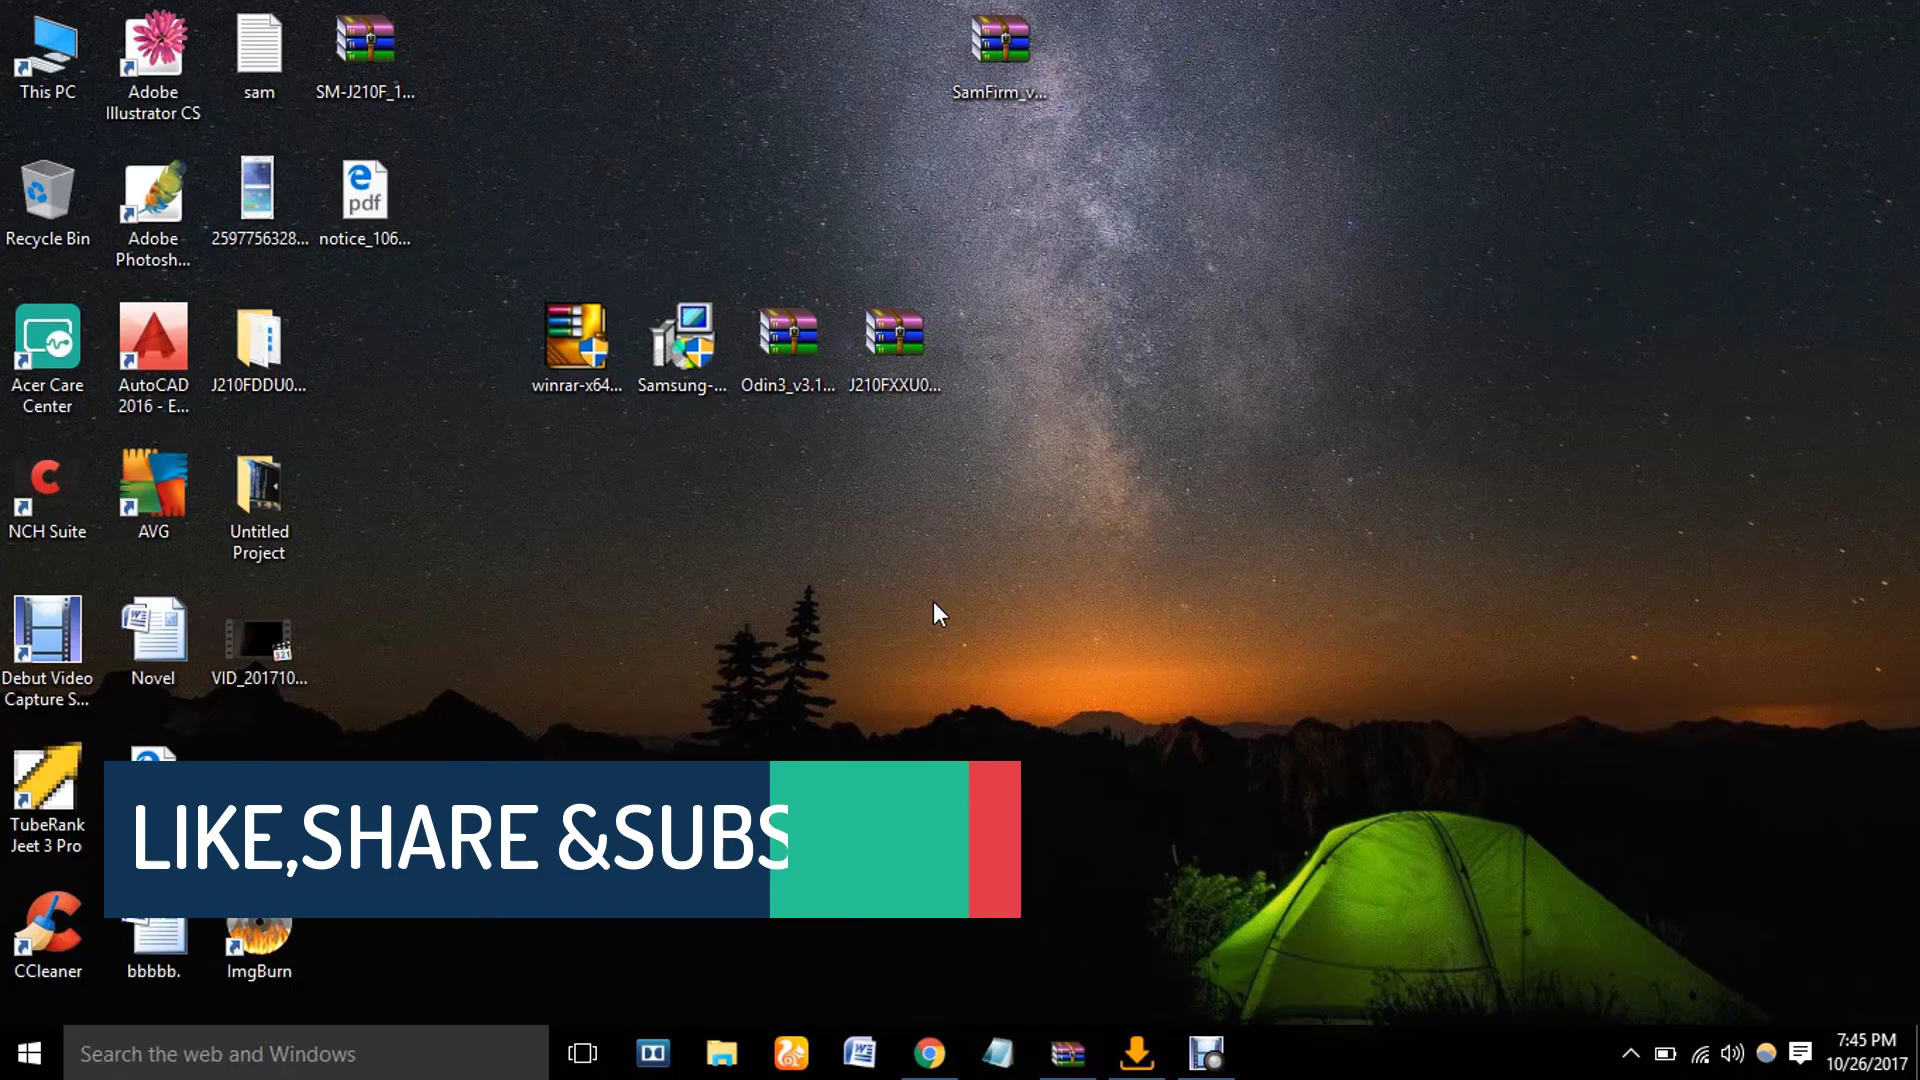 This PC
Adobe
Illustrator CS
sam
SM-J210F_1...
SamFirm_v...
Recycle Bin
Adobe
Photosh...
2597756328...
pdf
notice_106...
Acer Care
Center
AutoCAD
2016 - E...
J210FDDU0...
winrar-x64...
Samsung-...
Odin3_v3.1...
J210FXXU0...
NCH Suite
AVG
Untitled
Project
Debut Video
Capture S...
Novel
321
VID_201710...
TubeRank
Jeet 3 Pro
LIKE,SHARE &SUBS
CCleaner
bbbbb.
ImgBurn
Search the web and Windows
7:45 PM
10/26/2017